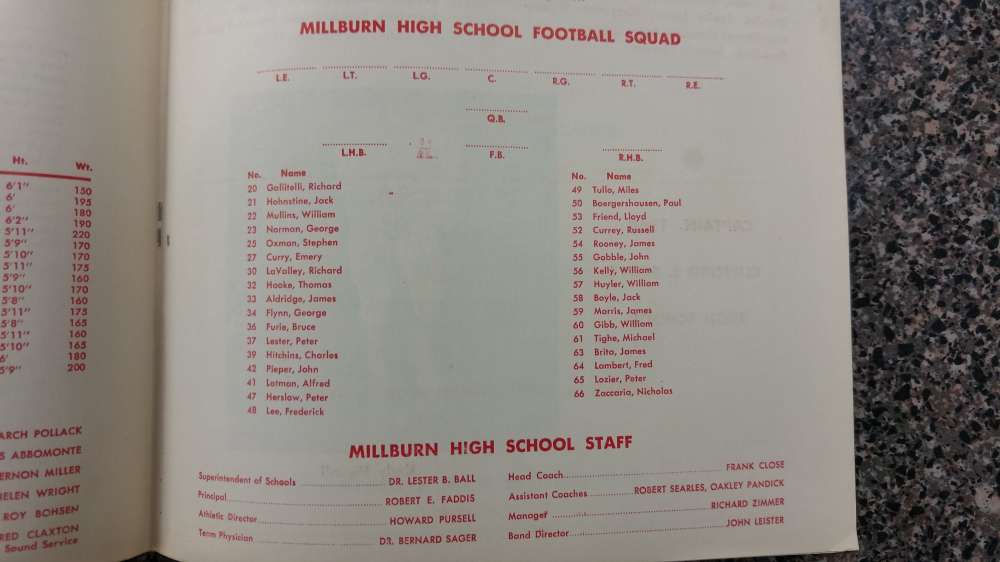 Ht. Wt.
6'1" 150
6' 195
6' 180
6'2" 190
5'11" 220
5'9" 170
5'10" 170
5'11" 175
5'9" 160
5'10" 170
5'8" 160
5'11" 175
5'8" 165
5'11" 160
5'10" 165
6' 180
5'9" 200
ARCH POLLACK
S ABBOMONTE
ERNON MILLER
HELEN WRIGHT
ROY BOHSEN
RED CLAXTON
Sound Service
MILLBURN HIGH SCHOOL FOOTBALL SQUAD
L.E. L.T. L.G. C. R.G. R.T. R.E.
Q.B.
L.H.B. F.B. R.H.B.
No. Name
20 Gallitelli, Richard
21 Hohnstine, Jack
22 Mullins, William
23 Norman, George
25 Oxman, Stephen
27 Curry, Emery
30 LaValley, Richard
32 Hooke, Thomas
33 Aldridge, James
34 Flynn, George
36 Furie, Bruce
37 Lester, Peter
39 Hitchins, Charles
42 Pieper, John
41 Lotman, Alfred
47 Herslow, Peter
48 Lee, Frederick
No. Name
49 Tullo, Miles
50 Boergershausen, Paul
53 Friend, Lloyd
52 Currey, Russell
54 Rooney, James
55 Gabble, John
56 Kelly, William
57 Huyler, William
58 Boyle, Jack
59 Morris, James
60 Gibb, William
61 Tighe, Michael
63 Brito, James
64 Lambert, Fred
65 Lozier, Peter
66 Zaccaria, Nicholas
MILLBURN HIGH SCHOOL STAFF
Superintendent of Schools DR. LESTER B. BALL
Principal ROBERT E. FADDIS
Athletic Director HOWARD PURSELL
Team Physician DR. BERNARD SAGER
Head Coach FRANK CLOSE
Assistant Coaches ROBERT SEARLES, OAKLEY PANDICK
Manager RICHARD ZIMMER
Band Director JOHN LEISTER